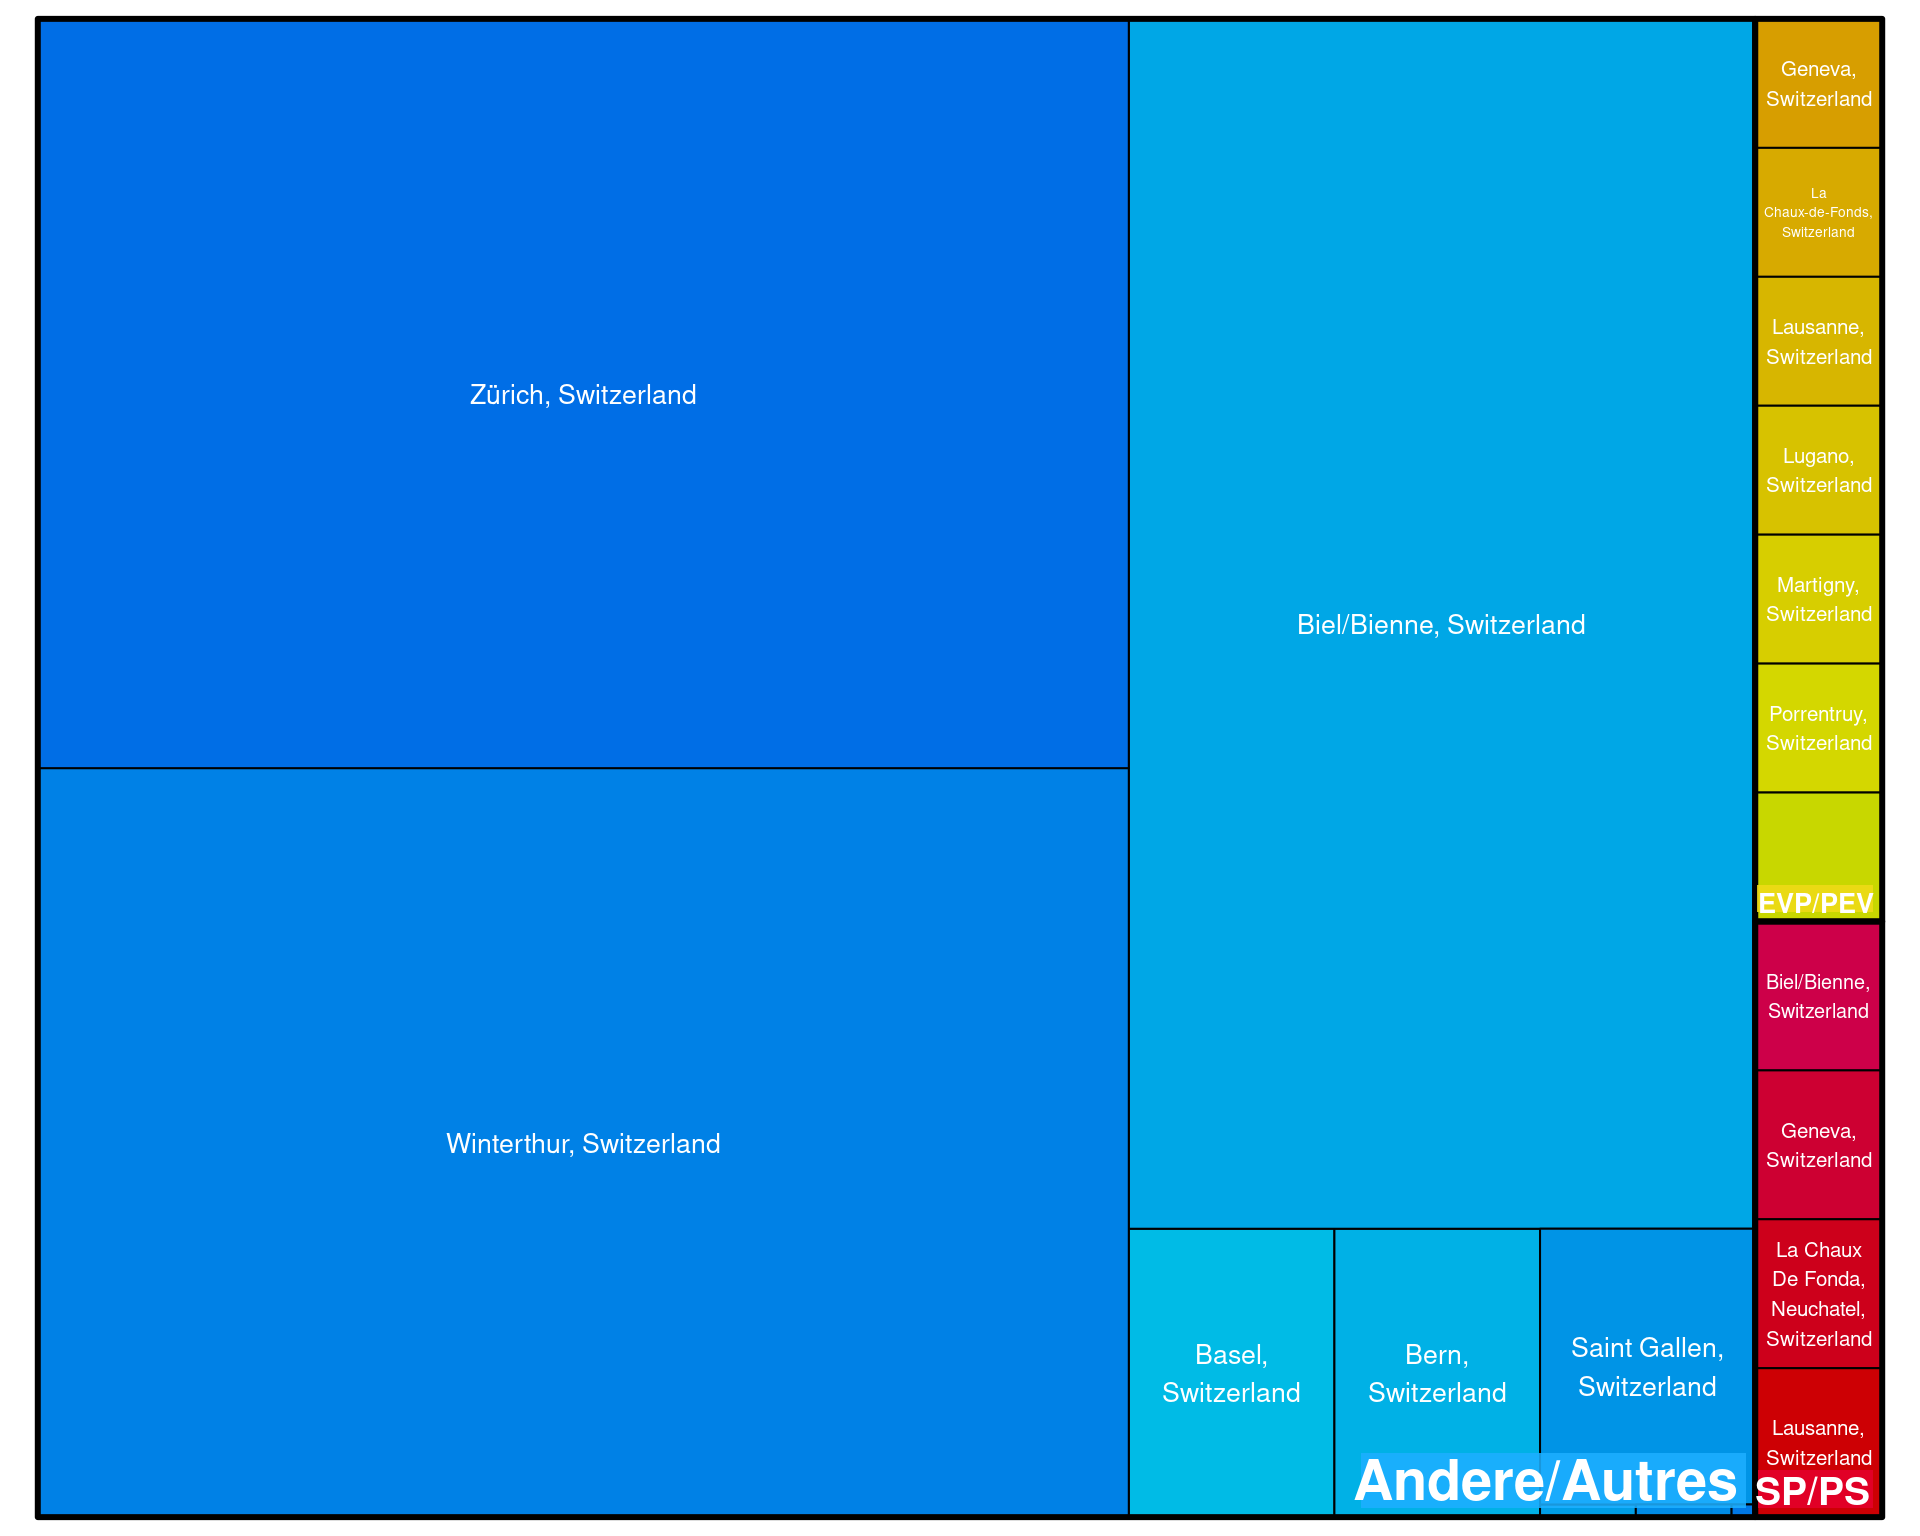 Zürich, Switzerland
Winterthur, Switzerland
Biel/Bienne, Switzerland
Basel,
Switzerland
Bern,
Switzerland
Saint Gallen,
Switzerland
Andere/Autres
Geneva,
Switzerland
La
Chaux-de-Fonds,
Switzerland
Lausanne,
Switzerland
Lugano,
Switzerland
Martigny,
Switzerland
Porrentruy,
Switzerland
EVP/PEV
Biel/Bienne,
Switzerland
Geneva,
Switzerland
La Chaux
De Fonda,
Neuchatel,
Switzerland
Lausanne,
Switzerland
SP/PS